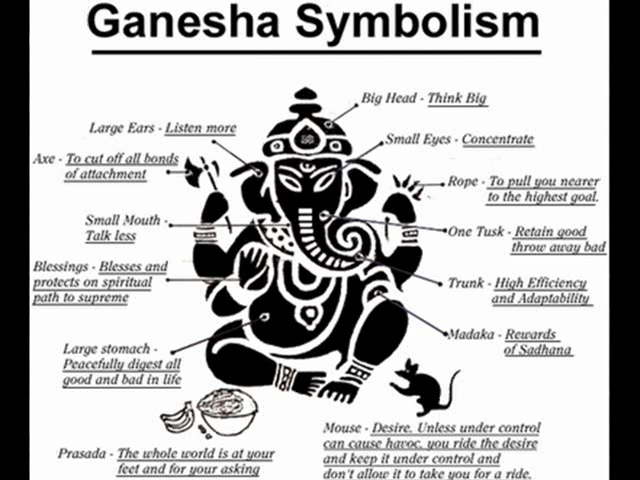 Ganesha Symbolism
Big Head - Think Big
Large Ears - Listen more
Small Eyes - Concentrate
Axe - To cut off all bonds
of attachment
Rope - To pull you nearer
to the highest goal.
Small Mouth -
Talk less
One Tusk - Retain good
throw away bad
Blessings - Blesses and
protects on spiritual
path to supreme
Trunk - High Efficiency
and Adaptability
Madaka - Rewards
of Sadhana
Large stomach -
Peacefully digest all
good and bad in life
Prasada - The whole world is at your
feet and for your asking
Mouse - Desire. Unless under control
can cause havoc. you ride the desire
and keep it under control and
don't allow it to take you for a ride.